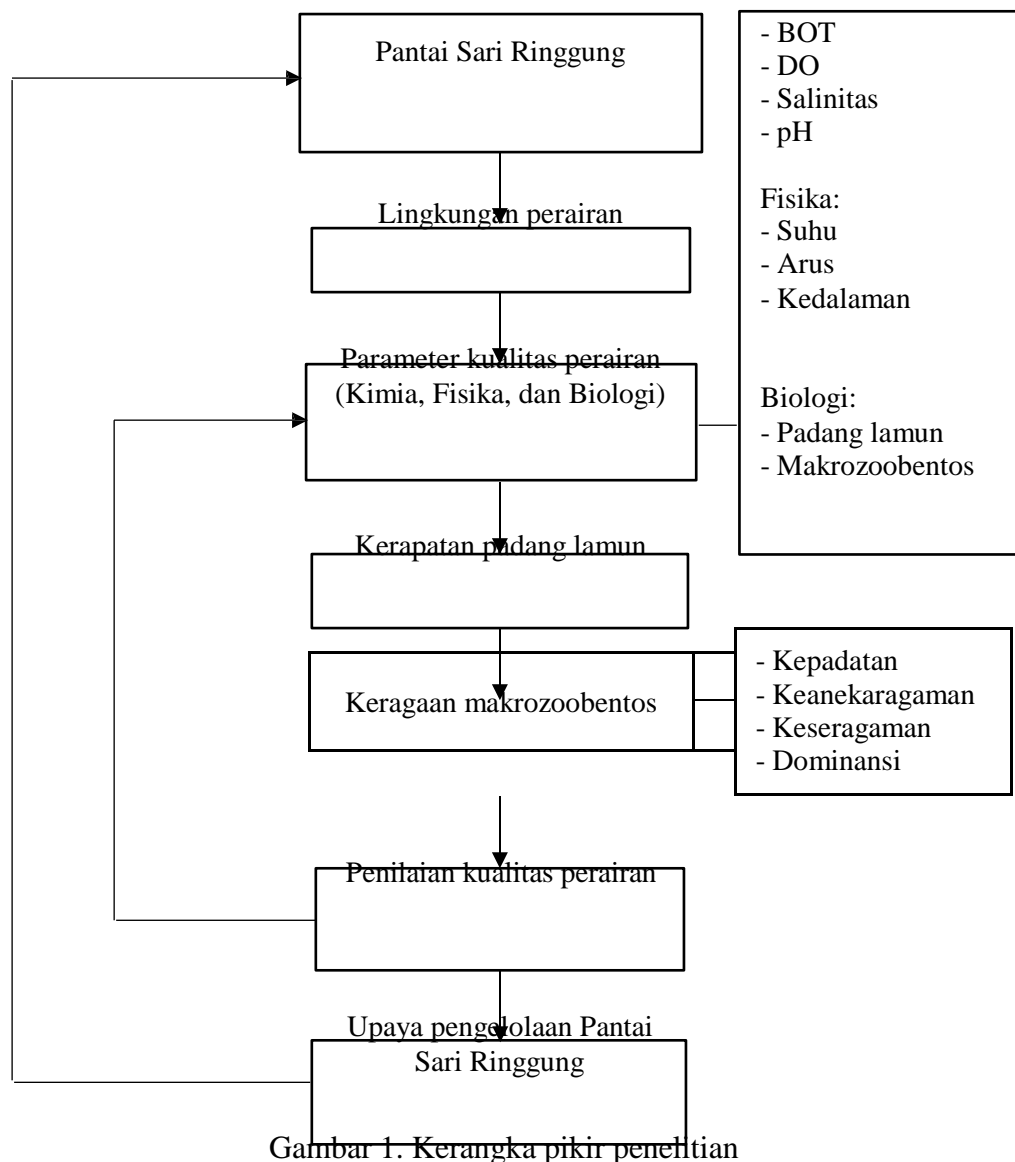 Pantai Sari Ringgung
- BOT
- DO
- Salinitas
- pH
Fisika:
- Suhu
- Arus
- Kedalaman
Biologi:
- Padang lamun
- Makrozoobentos
Lingkungan perairan
Parameter kualitas perairan
(Kimia, Fisika, dan Biologi)
Kerapatan padang lamun
Keragaan makrozoobentos
- Kepadatan
- Keanekaragaman
- Keseragaman
- Dominansi
Penilaian kualitas perairan
Upaya pengelolaan Pantai
Sari Ringgung
Gambar 1. Kerangka pikir penelitian